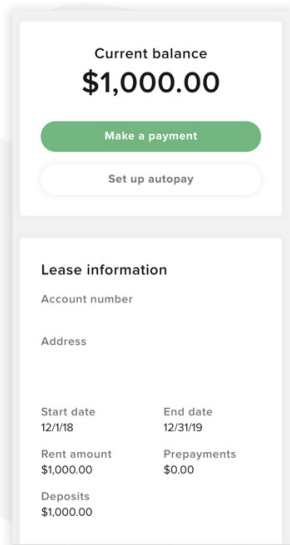 Current balance
$1,000.00
Make a payment
Set up autopay
Lease information
Account number
Address
Start date End date
12/1/18 12/31/19
Rent amount Prepayments
$1,000.00 $0.00
Deposits
$1,000.00